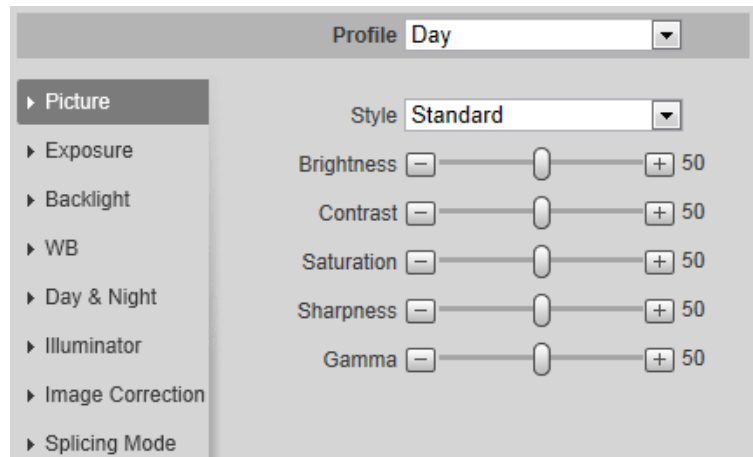 Profile Day
Picture
Exposure
Backlight
WB
Day & Night
Illuminator
Image Correction
Splicing Mode
Style Standard
Brightness 50
Contrast 50
Saturation 50
Sharpness 50
Gamma 50